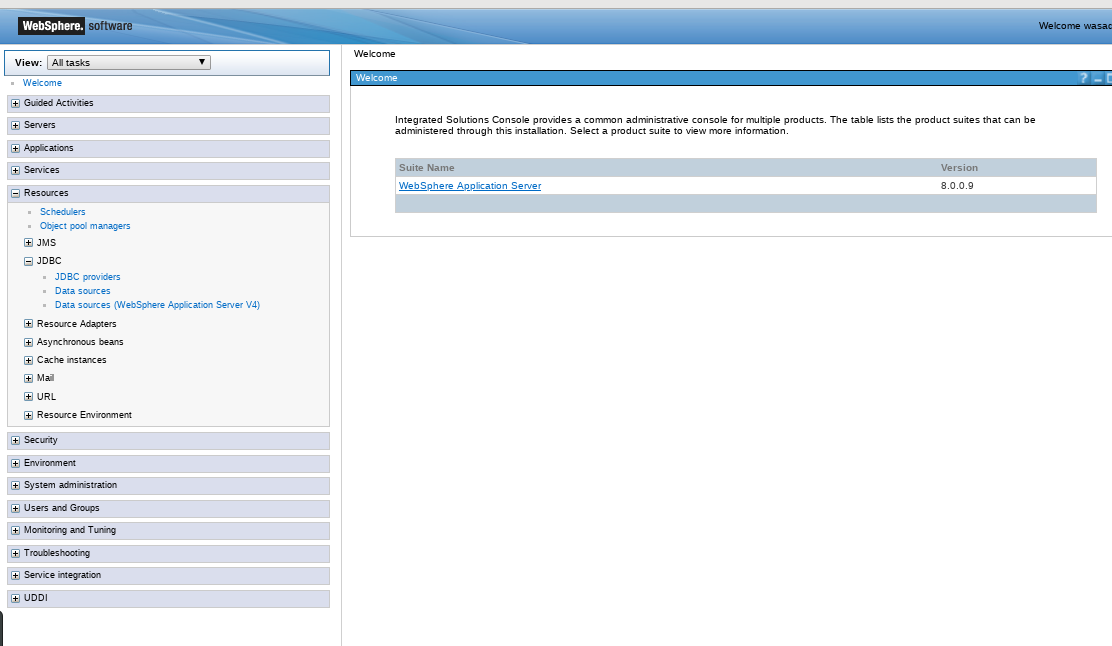 WebSphere. software
Welcome wasad
View: All tasks
Welcome
Guided Activities
Servers
Applications
Services
Resources
Schedulers
Object pool managers
JMS
JDBC
JDBC providers
Data sources
Data sources (WebSphere Application Server V4)
Resource Adapters
Asynchronous beans
Cache instances
Mail
URL
Resource Environment
Security
Environment
System administration
Users and Groups
Monitoring and Tuning
Troubleshooting
Service integration
UDDI
Welcome
Welcome
Integrated Solutions Console provides a common administrative console for multiple products. The table lists the product suites that can be
administered through this installation. Select a product suite to view more information.
Suite Name Version
WebSphere Application Server 8.0.0.9